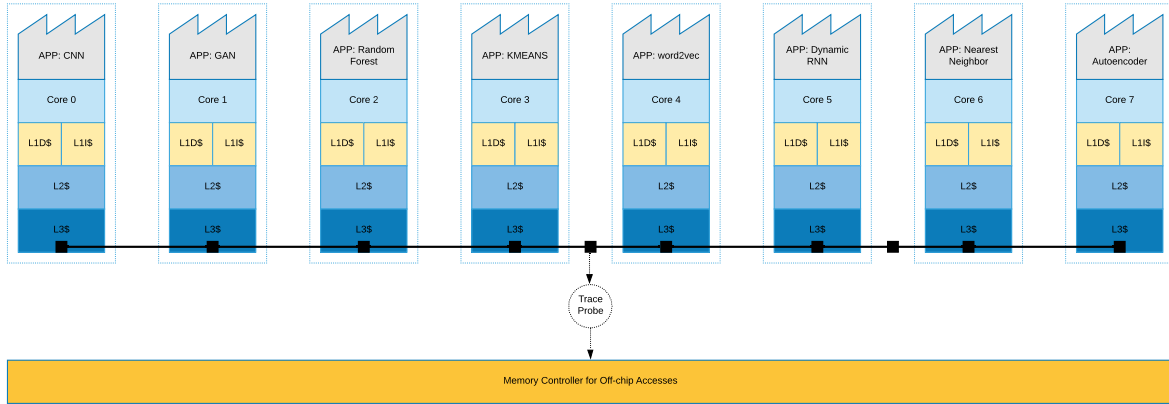 APP: CNN
APP: GAN
APP: Random
Forest
APP: KMEANS
APP: word2vec
APP: Dynamic
RNN
APP: Nearest
Neighbor
APP:
Autoencoder
Core 0
Core 1
Core 2
Core 3
Core 4
Core 5
Core 6
Core 7
L1D$ L1I$
L1D$ L1I$
L1D$ L1I$
L1D$ L1I$
L1D$ L1I$
L1D$ L1I$
L1D$ L1I$
L1D$ L1I$
L2$
L2$
L2$
L2$
L2$
L2$
L2$
L2$
L3$
L3$
L3$
L3$
L3$
L3$
L3$
L3$
Trace
Probe
Memory Controller for Off-chip Accesses